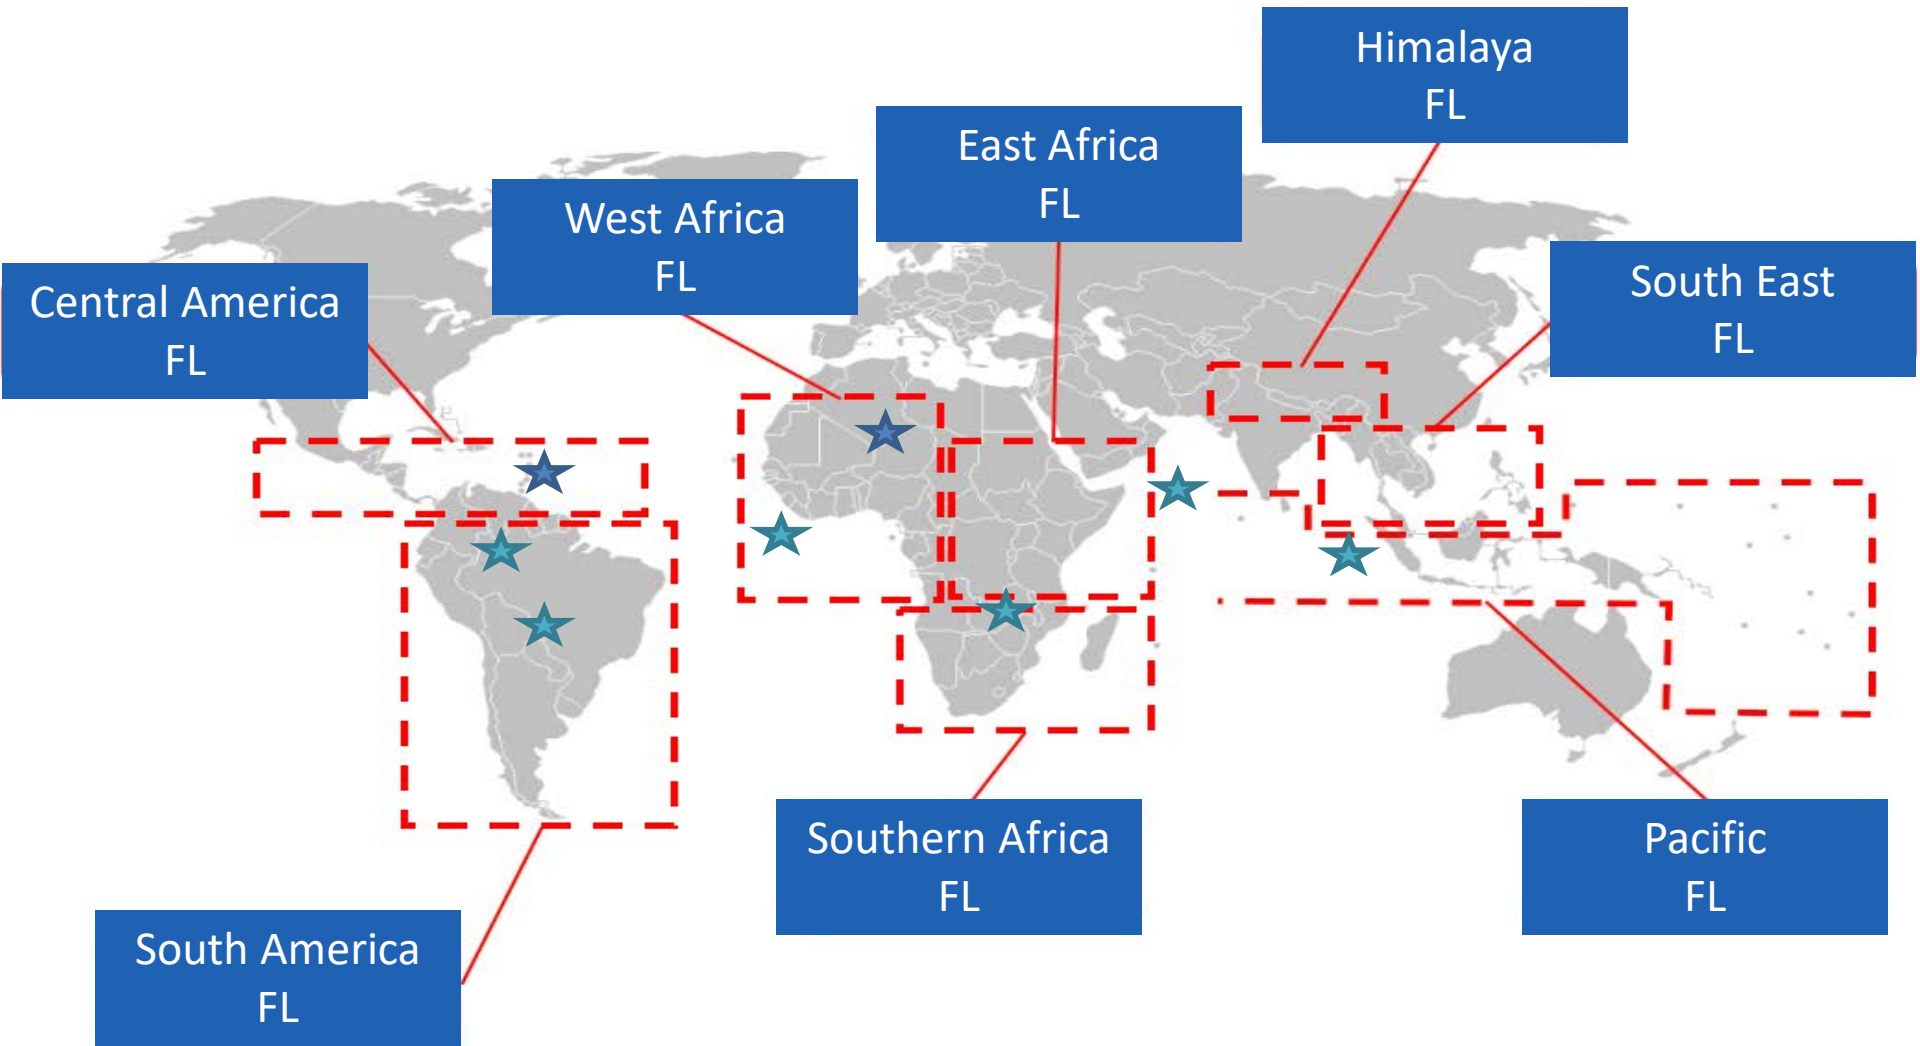 Himalaya
FL
East Africa
FL
West Africa
FL
South East
FL
Central America
FL
Southern Africa
FL
Pacific
FL
South America
FL